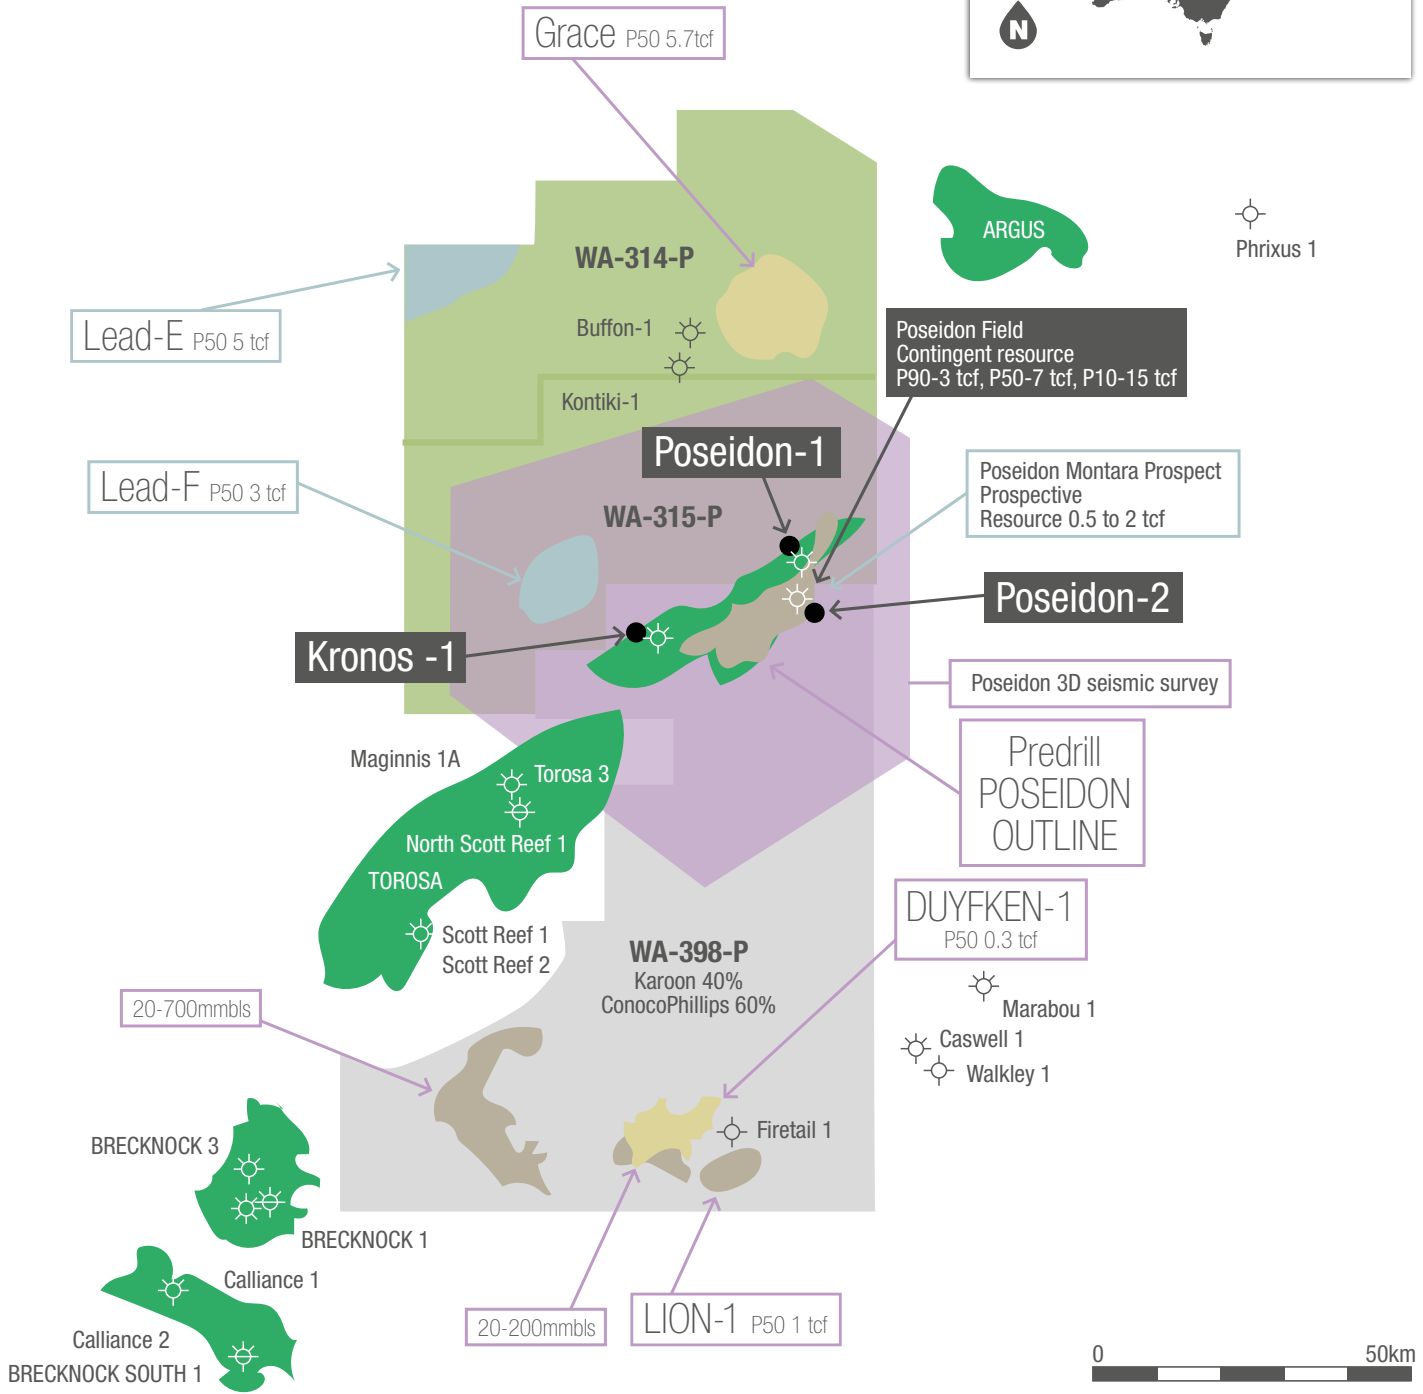 Grace P50 5.7tcf
N
ARGUS
Phrixus 1
WA-314-P
Lead-E P50 5 tcf
Buffon-1
Kontiki-1
Poseidon Field
Contingent resource
P90-3 tcf, P50-7 tcf, P10-15 tcf
Poseidon-1
Lead-F P50 3 tcf
Poseidon Montara Prospect
Prospective
Resource 0.5 to 2 tcf
WA-315-P
Poseidon-2
Kronos -1
Poseidon 3D seismic survey
Predrill
POSEIDON
OUTLINE
Maginnis 1A
Torosa 3
North Scott Reef 1
TOROSA
Scott Reef 1
Scott Reef 2
DUYFKEN-1
P50 0.3 tcf
WA-398-P
Karoon 40%
ConocoPhillips 60%
20-700mmbls
Marabou 1
Caswell 1
Walkley 1
Firetail 1
BRECKNOCK 3
BRECKNOCK 1
Calliance 1
Calliance 2
BRECKNOCK SOUTH 1
20-200mmbls
LION-1 P50 1 tcf
0 50km